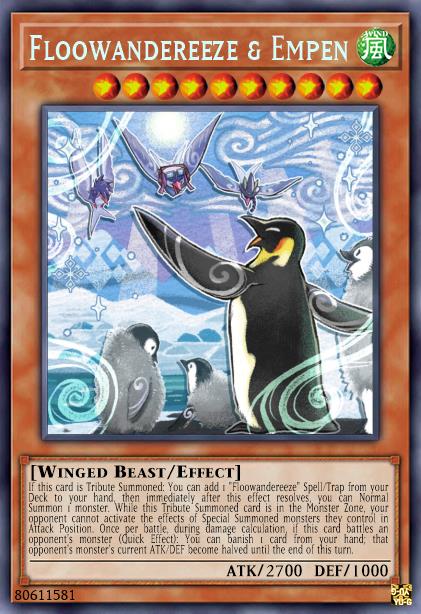 Floowandereeze & Empen
WIND
風
[Winged Beast/Effect]
If this card is Tribute Summoned: You can add 1 "Floowandereeze" Spell/Trap from your
Deck to your hand, then immediately after this effect resolves, you can Normal
Summon 1 monster. While this Tribute Summoned card is in the Monster Zone, your
opponent cannot activate the effects of Special Summoned monsters they control in
Attack Position. Once per battle, during damage calculation, if this card battles an
opponent's monster (Quick Effect): You can banish 1 card from your hand; that
opponent's monster's current ATK/DEF become halved until the end of this turn.
ATK/2700 DEF/1000
80611581